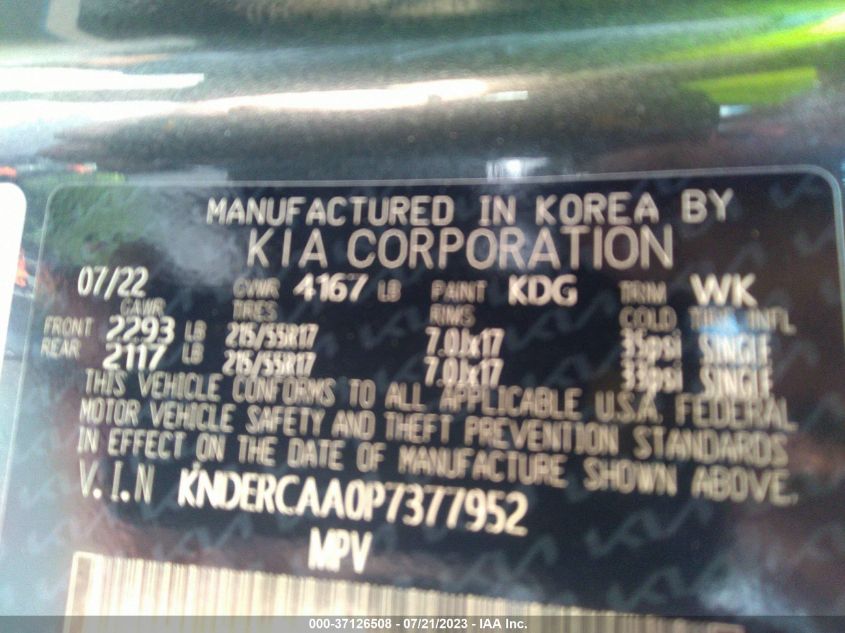 MANUFACTURED IN KOREA BY
KIA CORPORATION
07/22 GVWR 4167 LB PAINT KDG TRIM WK
GAWR TIRES RIMS COLD TIRE INFL
FRONT 2293 LB 215/55R17 7.0Jx17 35psi SINGLE
REAR 2117 LB 215/55R17 7.0Jx17 33psi SINGLE
THIS VEHICLE CONFORMS TO ALL APPLICABLE U.S.A. FEDERAL
MOTOR VEHICLE SAFETY AND THEFT PREVENTION STANDARDS
IN EFFECT ON THE DATE OF MANUFACTURE SHOWN ABOVE.
V.I.N KNDERCAA0P7377952
MPV
000-37126508 - 07/21/2023 - IAA Inc.